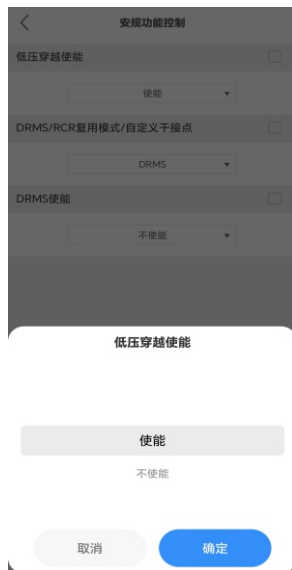 安规功能控制
低压穿越使能
使能
DRMS/RCR复用模式/自定义干接点
DRMS
DRMS使能
不使能
低压穿越使能
使能
不使能
取消
确定